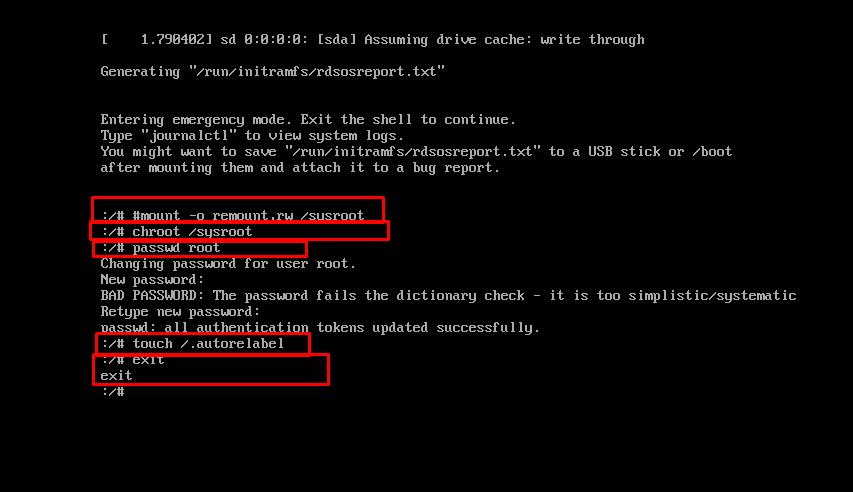 [    1.790402] sd 0:0:0:0: [sda] Assuming drive cache: write through
Generating "/run/initramfs/rdsosreport.txt"
Entering emergency mode. Exit the shell to continue.
Type "journalctl" to view system logs.
You might want to save "/run/initramfs/rdsosreport.txt" to a USB stick or /boot
after mounting them and attach it to a bug report.
:/# #mount -o remount.rw /sysroot
:/# chroot /sysroot
:/# passwd root
Changing password for user root.
New password:
BAD PASSWORD: The password fails the dictionary check - it is too simplistic/systematic
Retype new password:
passwd: all authentication tokens updated successfully.
:/# touch /.autorelabel
:/# exit
exit
:/#